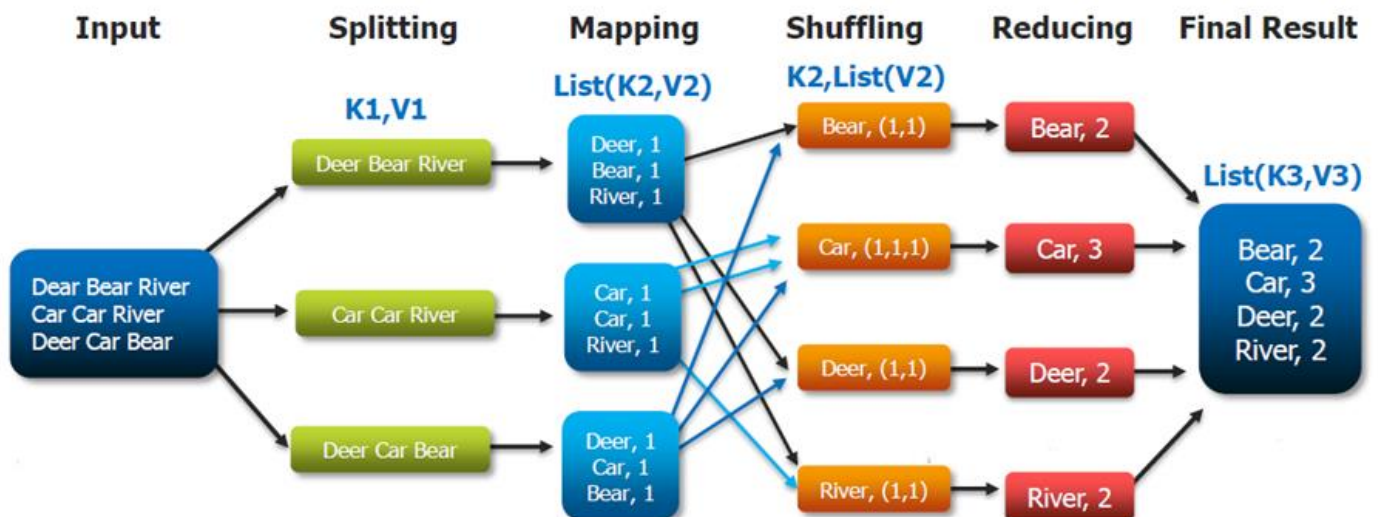 Input
Splitting
Mapping
Shuffling
Reducing
Final Result
K1,V1
List(K2,V2)
K2,List(V2)
List(K3,V3)
Dear Bear River
Car Car River
Deer Car Bear
Deer Bear River
Car Car River
Deer Car Bear
Deer, 1
Bear, 1
River, 1
Car, 1
Car, 1
River, 1
Deer, 1
Car, 1
Bear, 1
Bear, (1,1)
Car, (1,1,1)
Deer, (1,1)
River, (1,1)
Bear, 2
Car, 3
Deer, 2
River, 2
Bear, 2
Car, 3
Deer, 2
River, 2